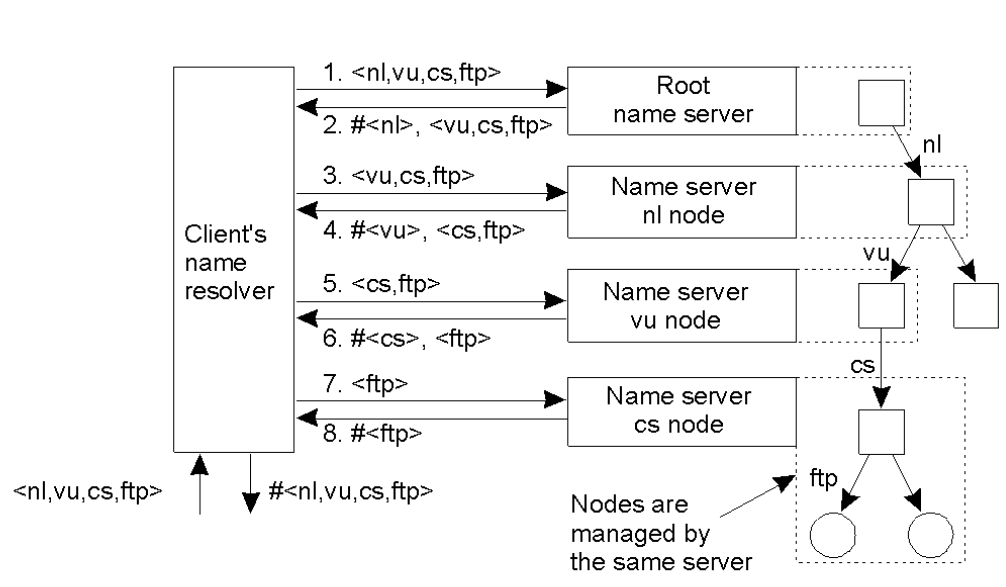 1. <nl,vu,cs,ftp>
2. #<nl>, <vu,cs,ftp>
Root
name server
nl
3. <vu,cs,ftp>
4. #<vu>, <cs,ftp>
Name server
nl node
vu
Client's
name
resolver
5. <cs,ftp>
6. #<cs>, <ftp>
Name server
vu node
cs
7. <ftp>
8. #<ftp>
Name server
cs node
ftp
<nl,vu,cs,ftp>
#<nl,vu,cs,ftp>
Nodes are
managed by
the same server